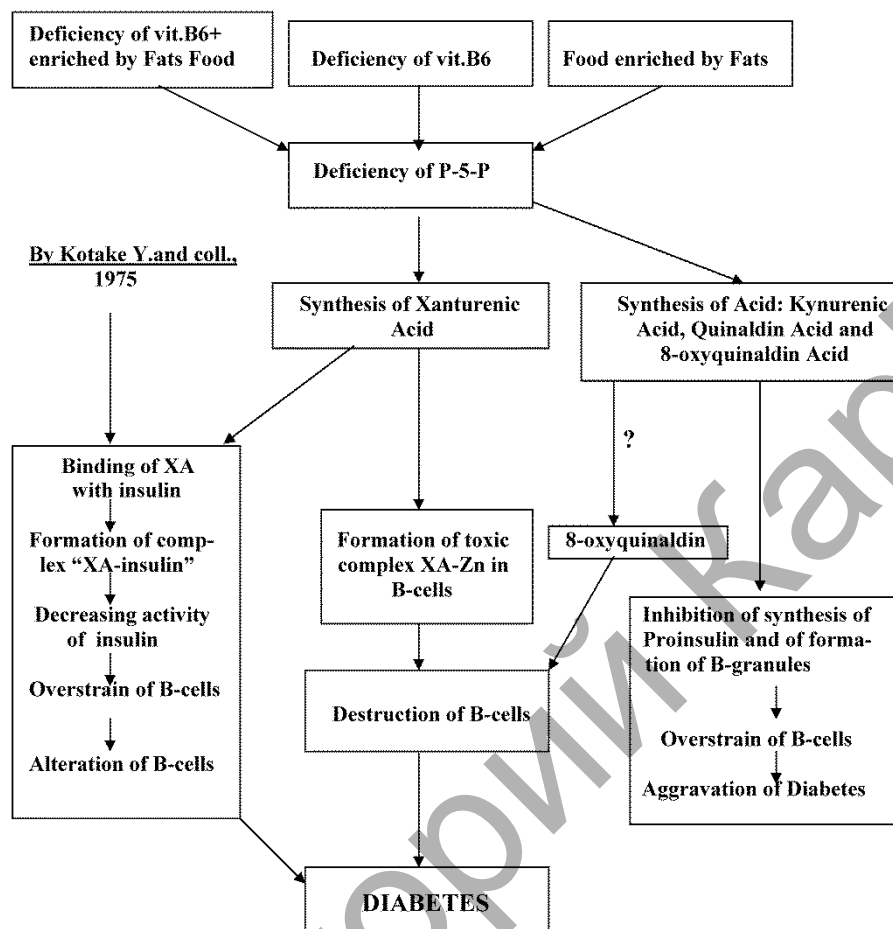 Deficiency of vit.B6+
enriched by Fats Food
Deficiency of vit.B6
Food enriched by Fats
Deficiency of P-5-P
By Kotake Y.and coll.,
1975
Synthesis of Xanturenic
Acid
Synthesis of Acid: Kynurenic
Acid, Quinaldin Acid and
8-oxyquinaldin Acid
?
Binding of XA
with insulin
Formation of comp-
lex “XA-insulin”
Decreasing activity
of insulin
Overstrain of B-cells
Alteration of B-cells
Formation of toxic
complex XA-Zn in
B-cells
8-oxyquinaldin
Destruction of B-cells
Inhibition of synthesis of
Proinsulin and of forma-
tion of B-granules
Overstrain of B-cells
Aggravation of Diabetes
DIABETES